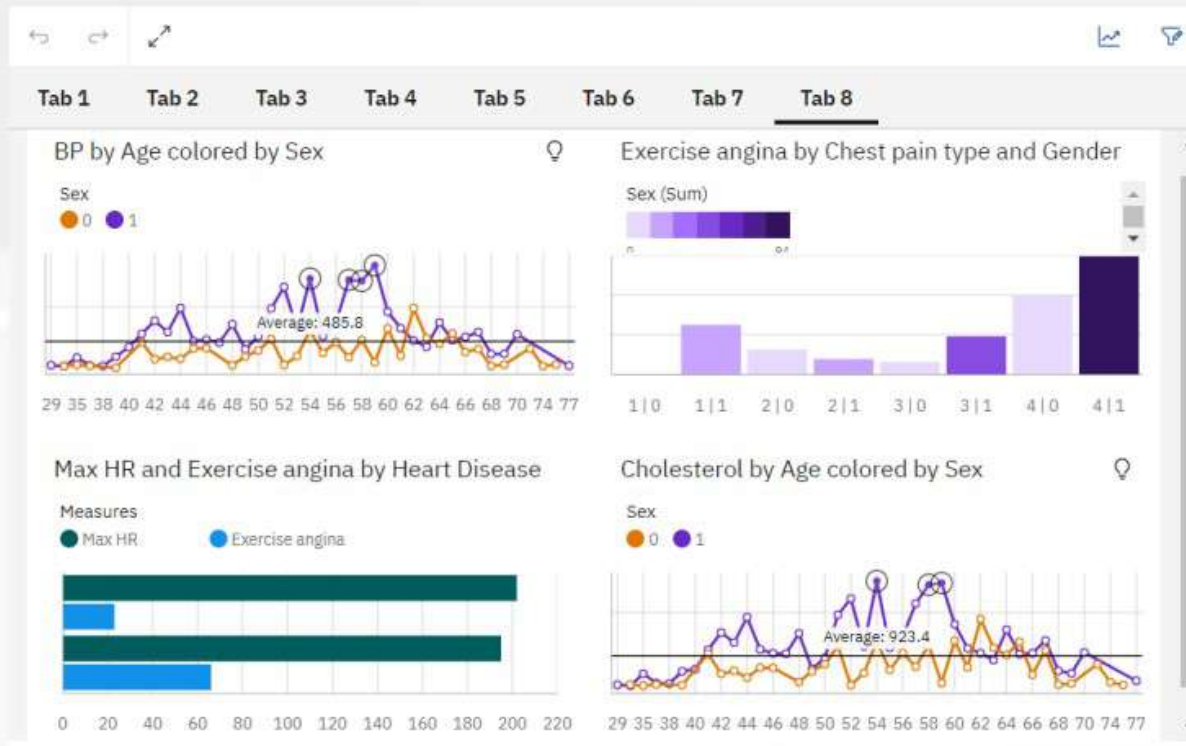 Tab 1 Tab 2 Tab 3 Tab 4 Tab 5 Tab 6 Tab 7 Tab 8
BP by Age colored by Sex
Sex
0 1
Average: 485.8
29 35 38 40 42 44 46 48 50 52 54 56 58 60 62 64 66 68 70 74 77
Exercise angina by Chest pain type and Gender
Sex (Sum)
1|0 1|1 2|0 2|1 3|0 3|1 4|0 4|1
Max HR and Exercise angina by Heart Disease
Measures
Max HR Exercise angina
0 20 40 60 80 100 120 140 160 180 200 220
Cholesterol by Age colored by Sex
Sex
0 1
Average: 923.4
29 35 38 40 42 44 46 48 50 52 54 56 58 60 62 64 66 68 70 74 77